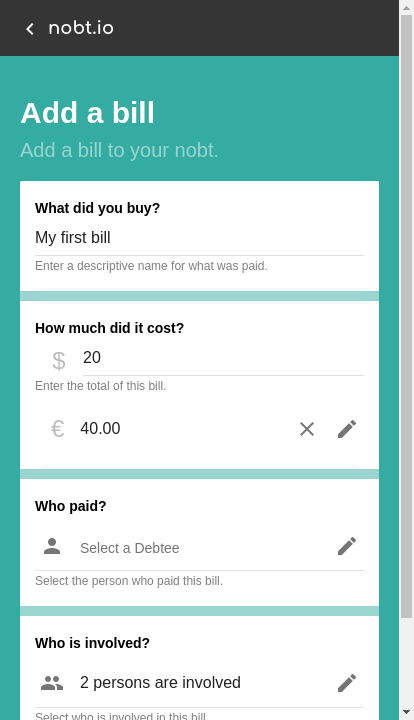 nobt.io
Add a bill
Add a bill to your nobt.
What did you buy?
My first bill
Enter a descriptive name for what was paid.
How much did it cost?
$ 20
Enter the total of this bill.
€ 40.00
Who paid?
Select a Debtee
Select the person who paid this bill.
Who is involved?
2 persons are involved
Select who is involved in this bill